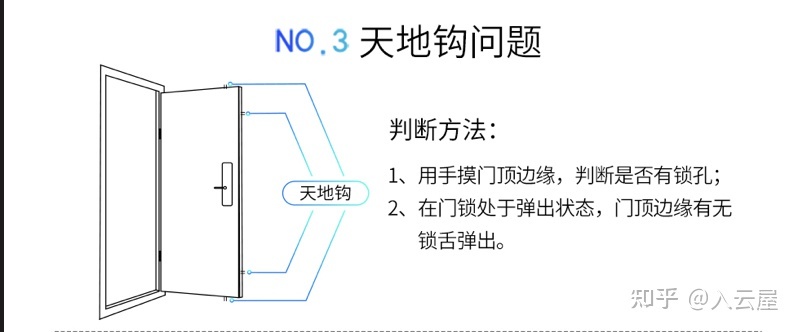 NO.3 天地钩问题
判断方法：
天地钩
1、用手摸门顶边缘，判断是否有锁孔；
2、在门锁处于弹出状态，门顶边缘有无
锁舌弹出。
知乎 @入云屋